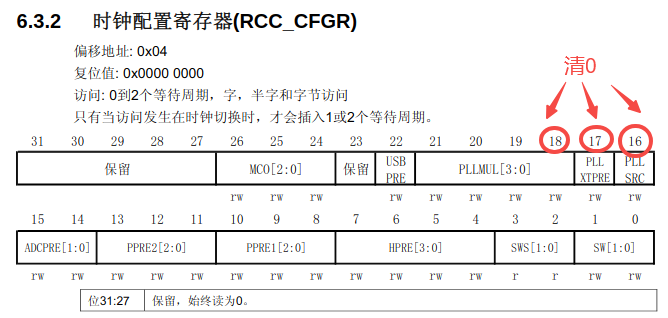 6.3.2 时钟配置寄存器(RCC_CFGR)
偏移地址: 0x04
复位值: 0x0000 0000
访问: 0到2个等待周期，字，半字和字节访问
只有当访问发生在时钟切换时，才会插入1或2个等待周期。
清0
31 30 29 28 27 26 25 24 23 22 21 20 19 18 17 16
保留 MCO[2:0] 保留 USB PRE PLLMUL[3:0] PLL XTPRE PLL SRC
rw rw rw rw rw rw rw rw rw rw
15 14 13 12 11 10 9 8 7 6 5 4 3 2 1 0
ADCPRE[1:0] PPRE2[2:0] PPRE1[2:0] HPRE[3:0] SWS[1:0] SW[1:0]
rw rw rw rw rw rw rw rw rw rw rw rw r r rw rw
位31:27 保留，始终读为0。